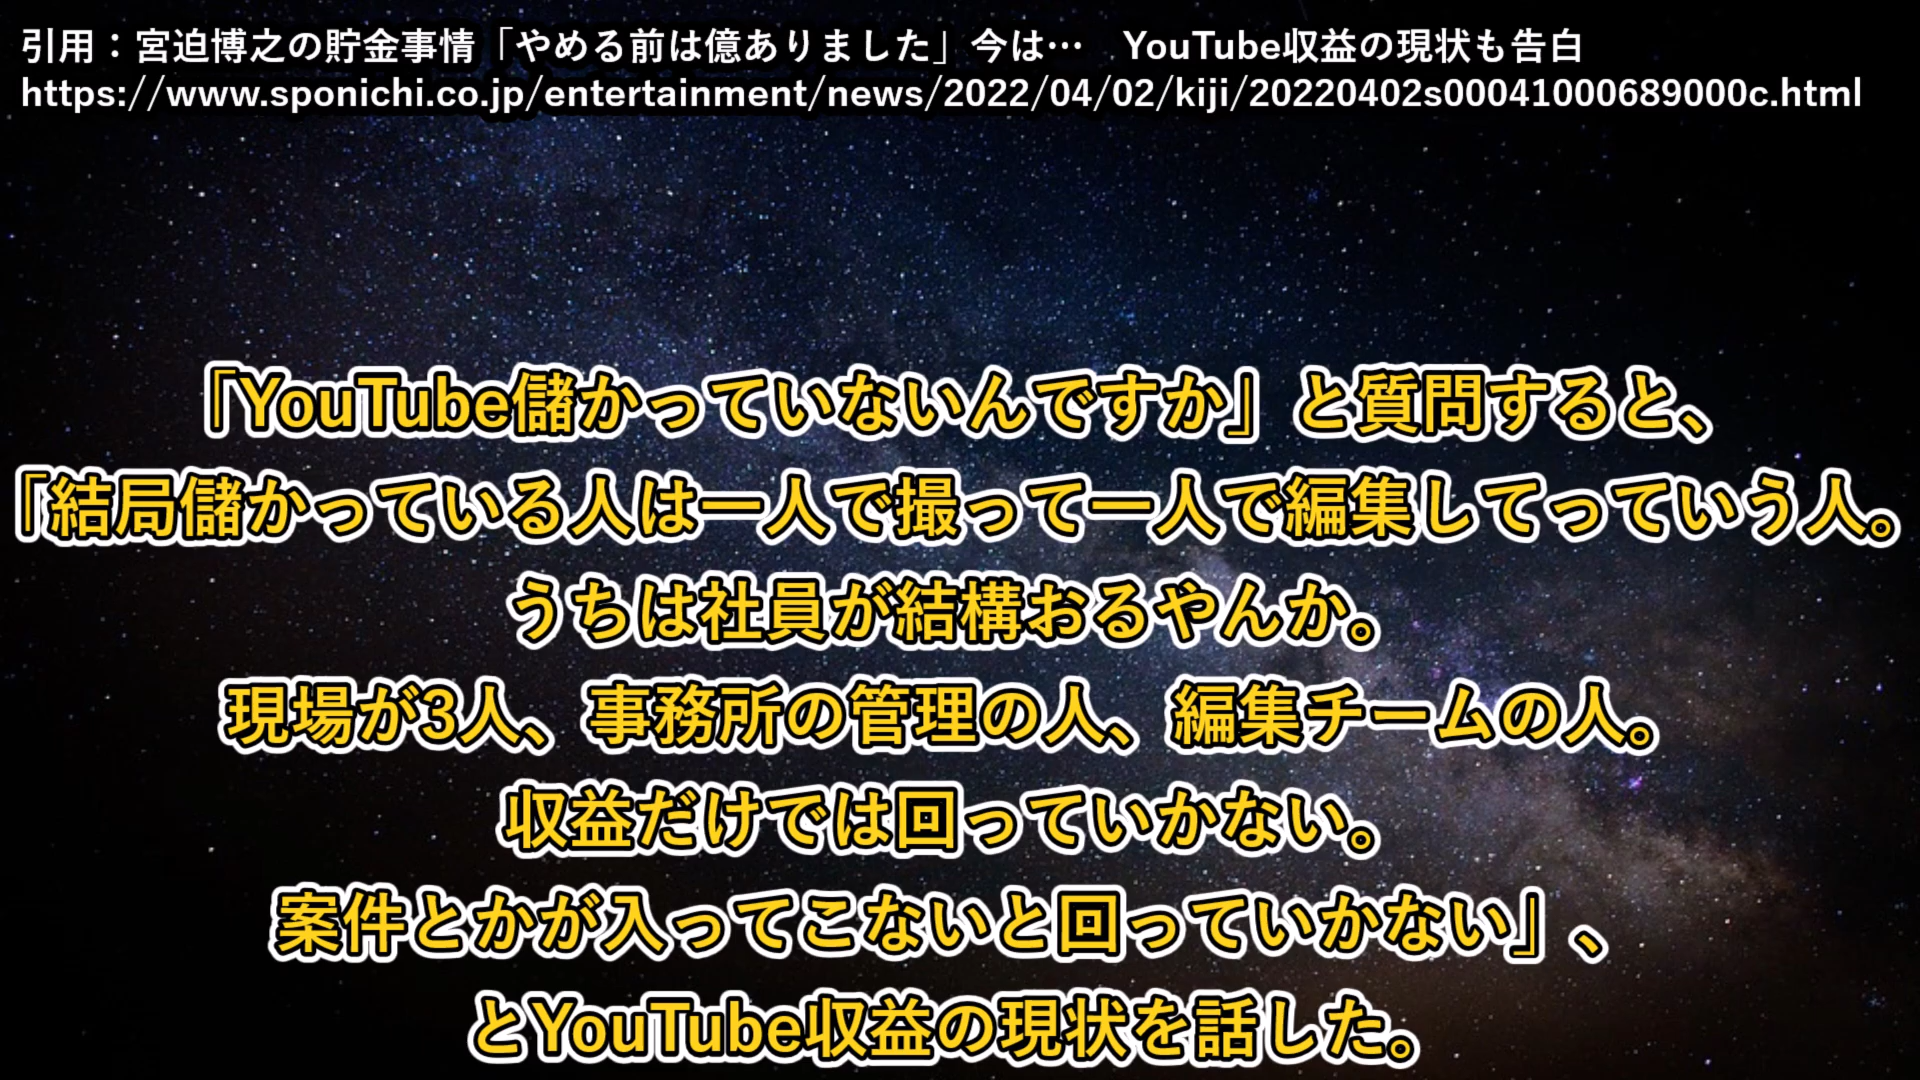 引用：宮迫博之の貯金事情「やめる前は億ありました」今は…　YouTube収益の現状も告白
https://www.sponichi.co.jp/entertainment/news/2022/04/02/kiji/20220402s00041000689000c.html
「YouTube儲かっていないんですか」と質問すると、
「結局儲かっている人は一人で撮って一人で編集してっていう人。
うちは社員が結構おるやんか。
現場が3人、事務所の管理の人、編集チームの人。
収益だけでは回っていかない。
案件とかが入ってこないと回っていかない」、
とYouTube収益の現状を話した。